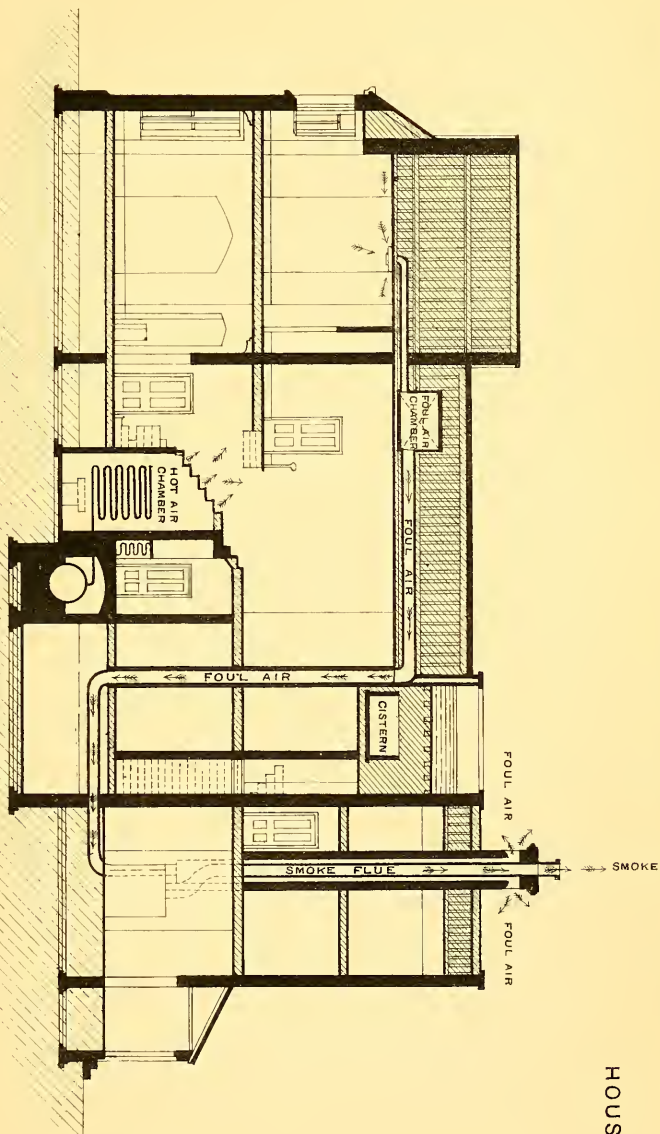 FOUL AIR
CHAMBER
FOUL AIR
HOT AIR
CHAMBER
FOUL AIR
CISTERN
FOUL AIR
SMOKE FLUE
SMOKE
FOUL AIR
HOUS